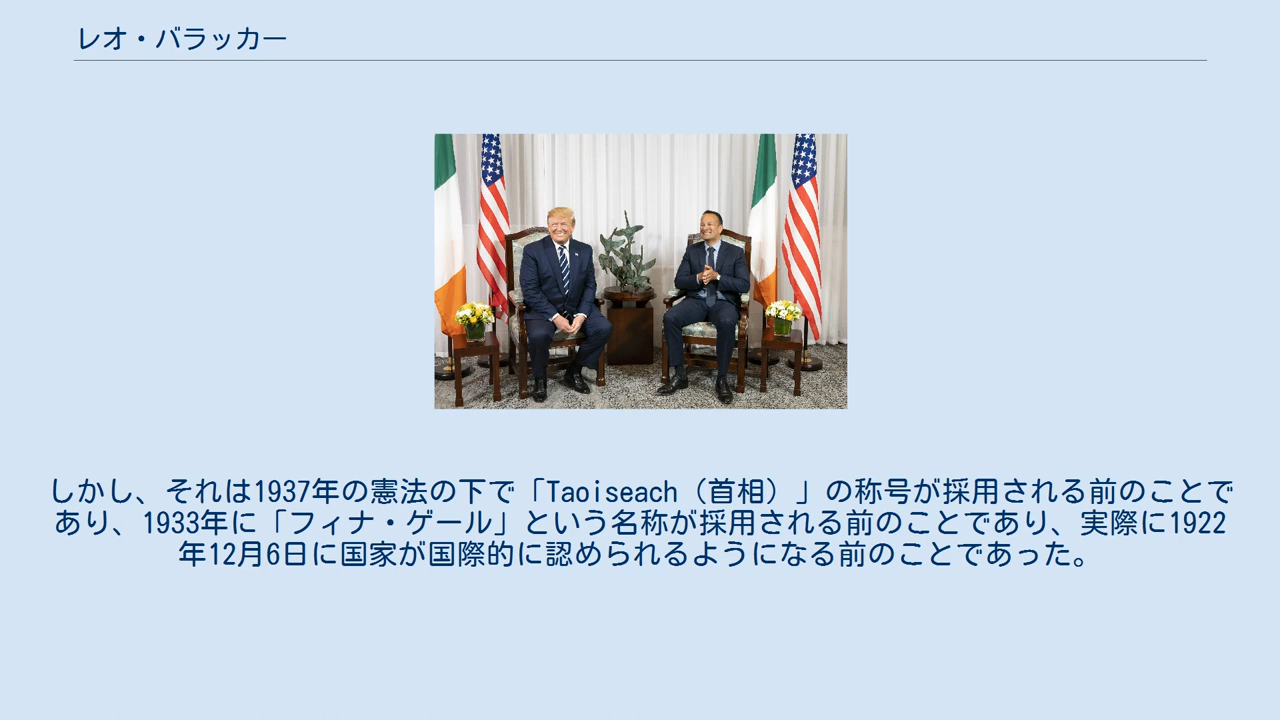 レオ・バラッカー
しかし、それは1937年の憲法の下で「Taoiseach（首相）」の称号が採用される前のことで
あり、1933年に「フィナ・ゲール」という名称が採用される前のことであり、実際に1922
年12月6日に国家が国際的に認められるようになる前のことであった。